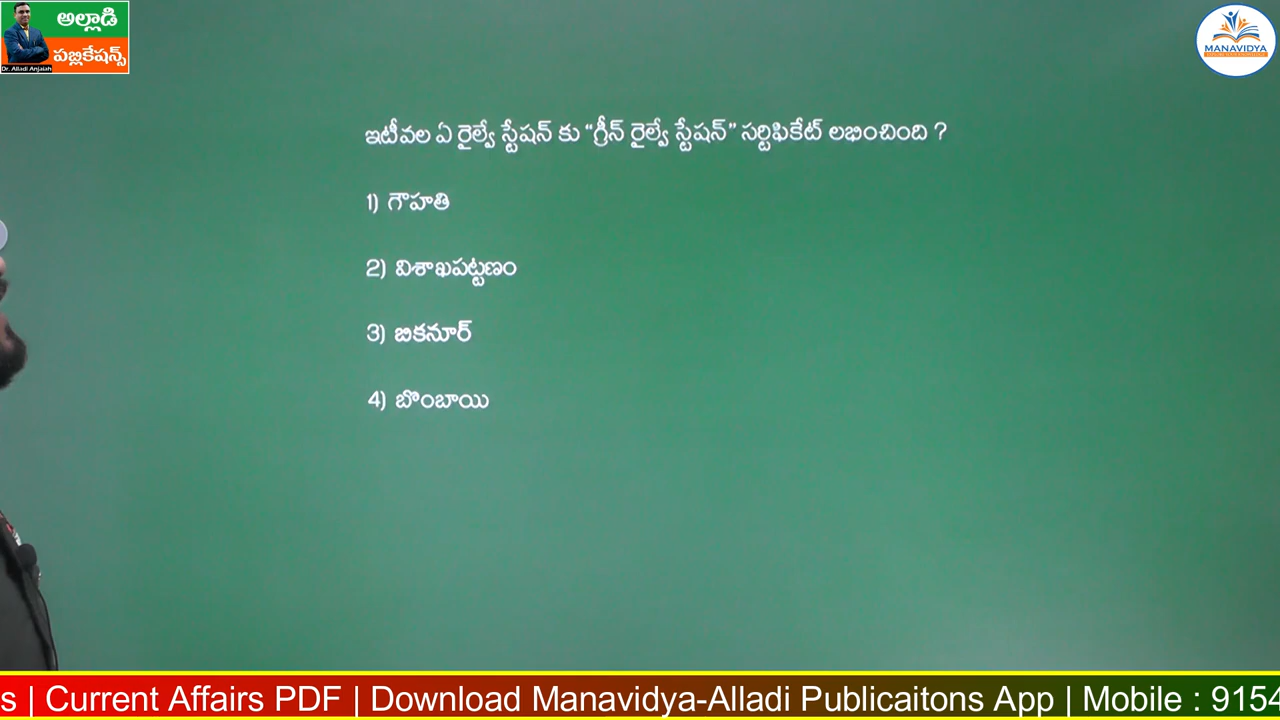 అల్లాడి
పబ్లికేషన్స్
Dr. Alladi Anjaiah
MANAVIDYA
ఇటీవల ఏ రైల్వే స్టేషన్ కు “గ్రీన్ రైల్వే స్టేషన్” సర్టిఫికేట్ లభించింది ?
1) గౌహతి
2) విశాఖపట్టణం
3) బికనూర్
4) బొంబాయి
s | Current Affairs PDF | Download Manavidya-Alladi Publicaitons App | Mobile : 9154